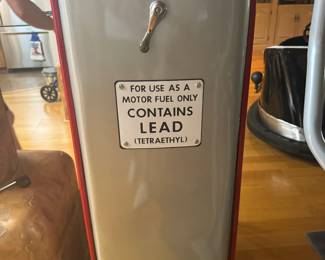 FOR USE AS A
MOTOR FUEL ONLY
CONTAINS
LEAD
(TETRAETHYL)